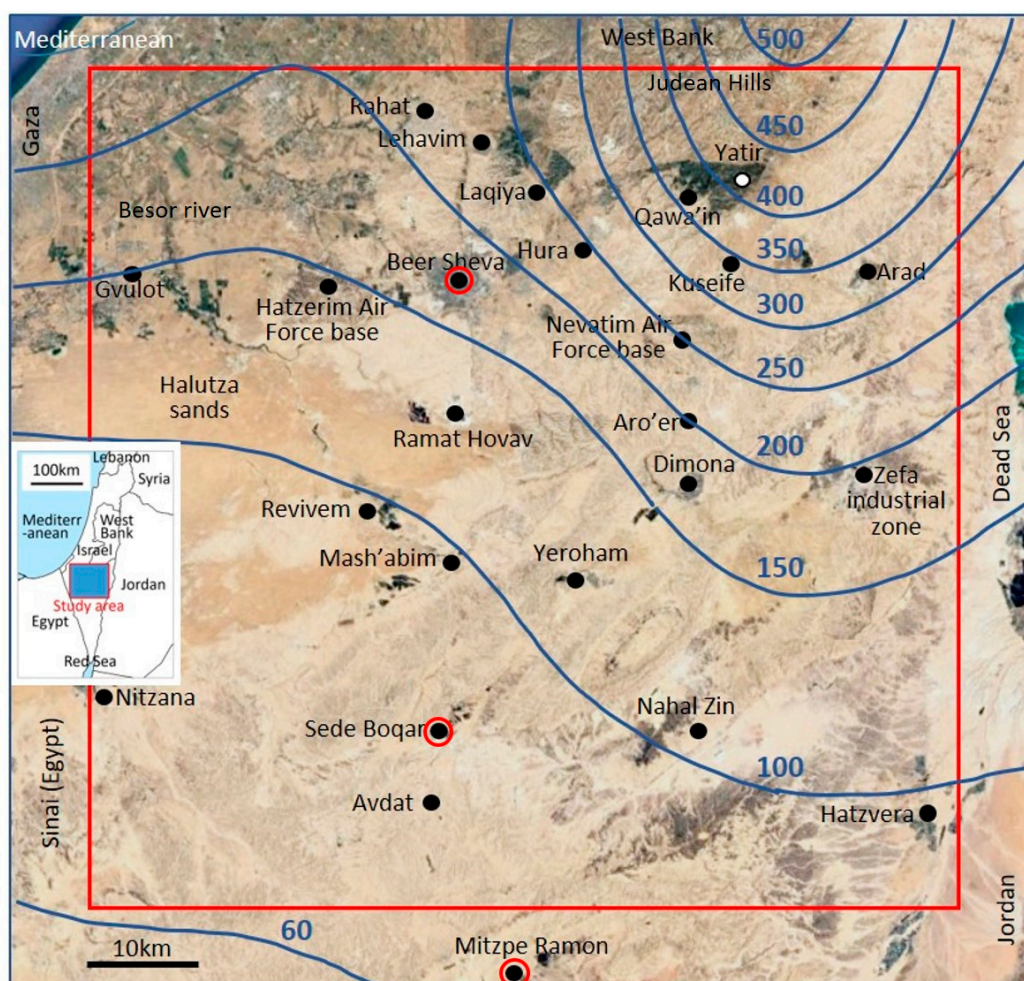 Mediterranean
West Bank
500
Judean Hills
Gaza
Rahat
Lehavim
450
Yatir
Laqiya
400
Besor river
Qawa'in
Hura
350
Beer Sheva
Kuseife
Arad
Gvulot
300
Hatzerim Air
Force base
Nevatim Air
Force base
250
Halutza
sands
Ramat Hovav
Aro'er
200
Dead Sea
Dimona
Zefa
industrial
zone
Lebanon
100km
Syria
Mediterr
-anean
West
Bank
Israel
Jordan
Study area
Egypt
Red Sea
Revivem
Mash'abim
Yeroham
150
Nitzana
Sinai (Egypt)
Sede Boqar
Nahal Zin
100
Avdat
Hatzvera
Jordan
60
10km
Mitzpe Ramon